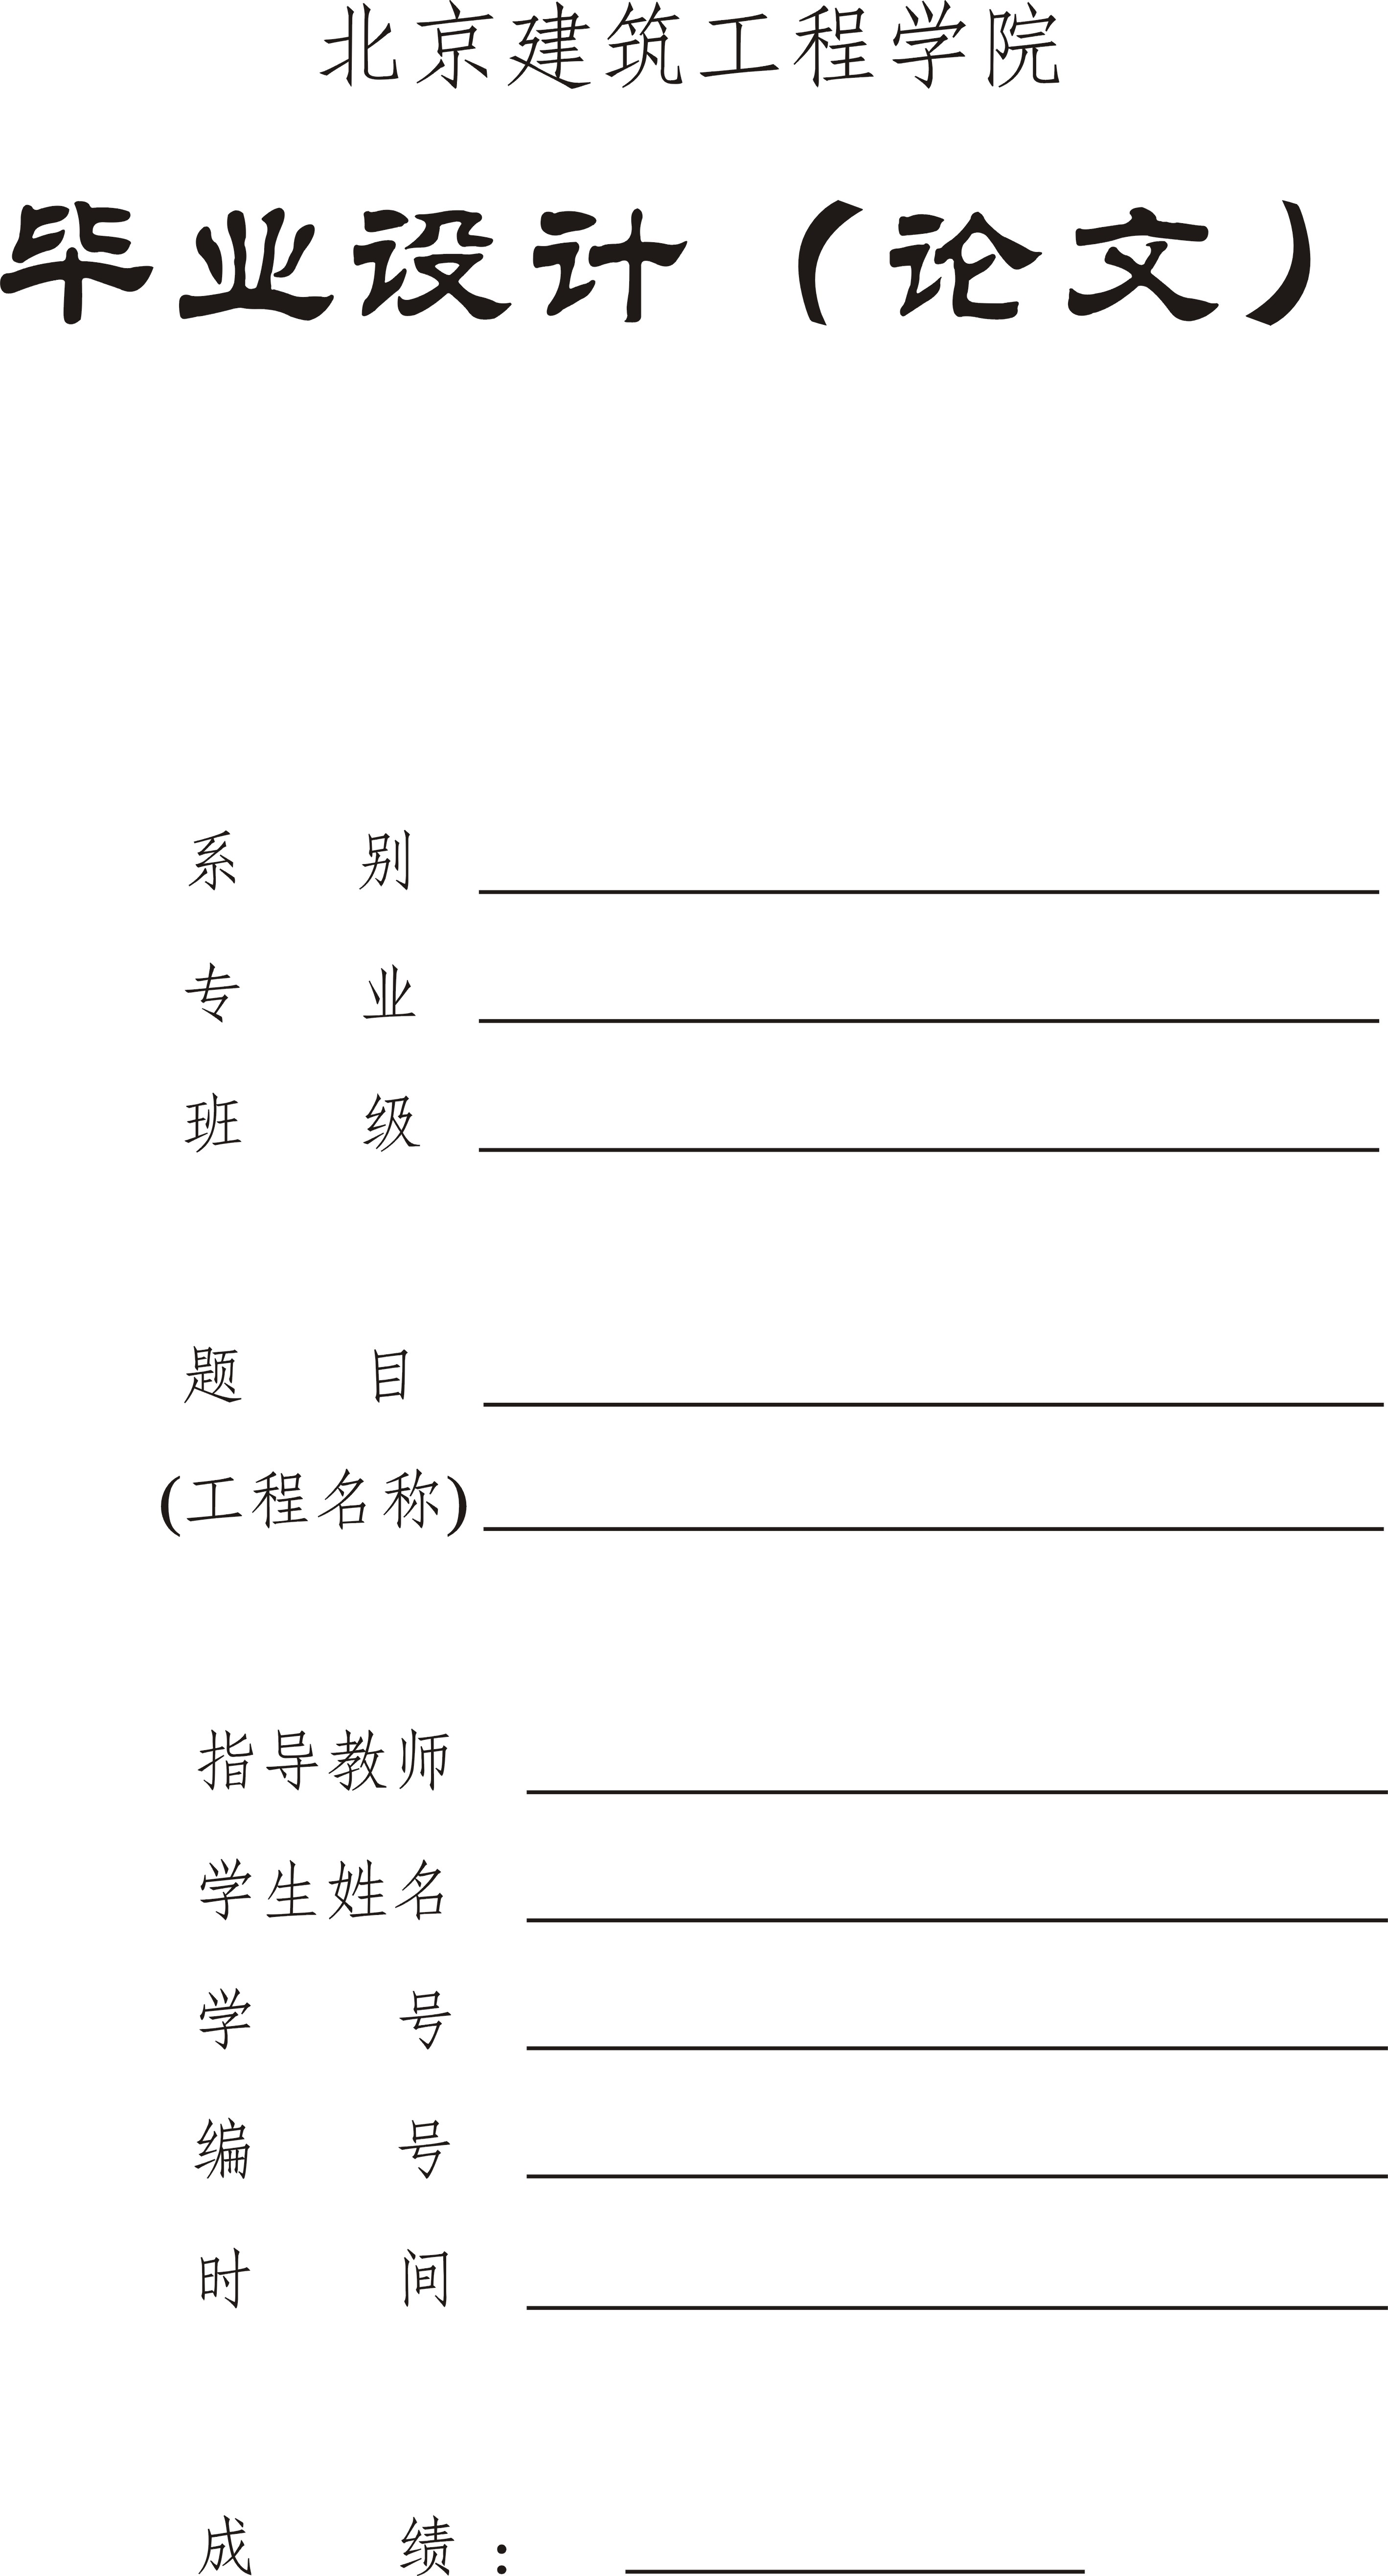 北京建筑工程学院
毕业设计（论文）
系 别
专 业
班 级
题 目
(工程名称)
指导教师
学生姓名
学 号
编 号
时 间
成 绩：